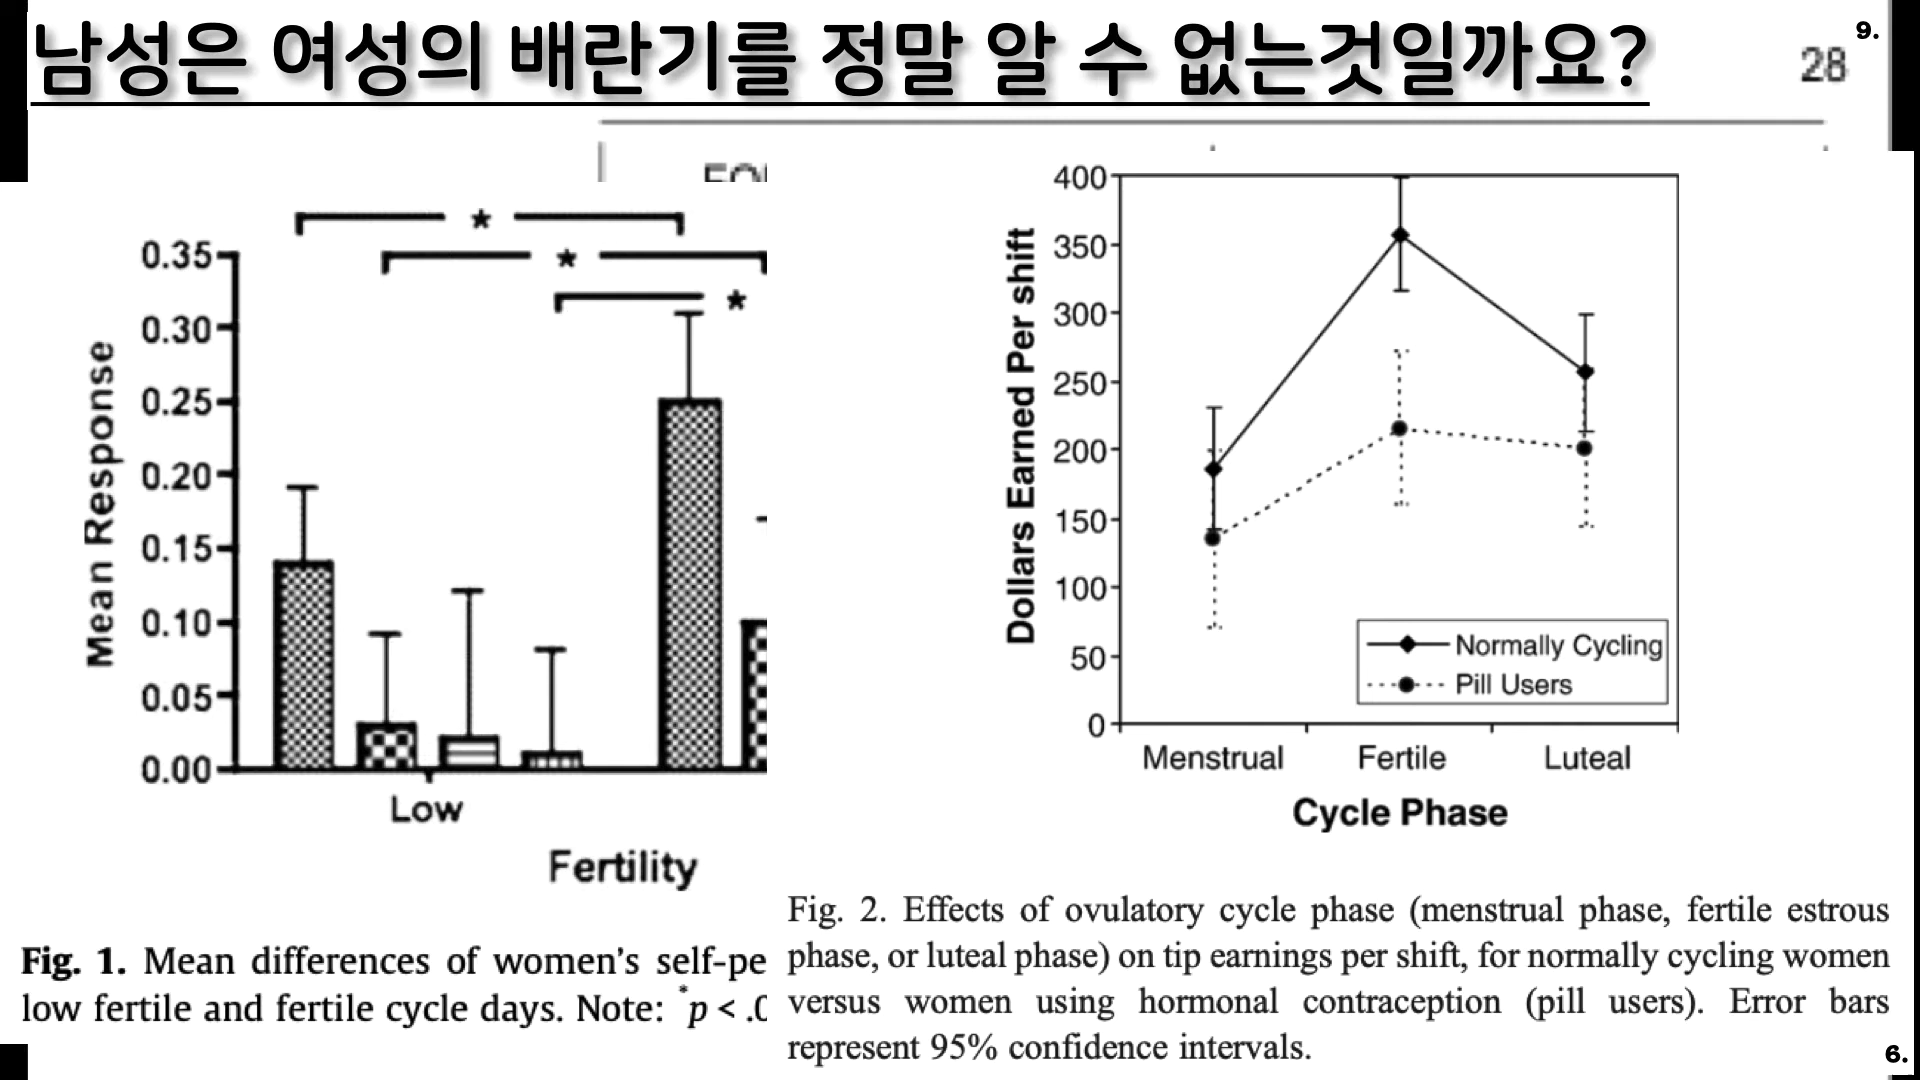 남성은 여성의 배란기를 정말 알 수 없는것일까요?
9.
28
* 
*
*
0.35
0.30
0.25
0.20
0.15
0.10
0.05
0.00
Mean Response
Low
Fertility
Fig. 1. Mean differences of women's self-pe
low fertile and fertile cycle days. Note: *p < .0
400
350
300
250
200
150
100
50
0
Dollars Earned Per shift
Normally Cycling
Pill Users
Menstrual Fertile Luteal
Cycle Phase
Fig. 2. Effects of ovulatory cycle phase (menstrual phase, fertile estrous
phase, or luteal phase) on tip earnings per shift, for normally cycling women
versus women using hormonal contraception (pill users). Error bars
represent 95% confidence intervals.
6.